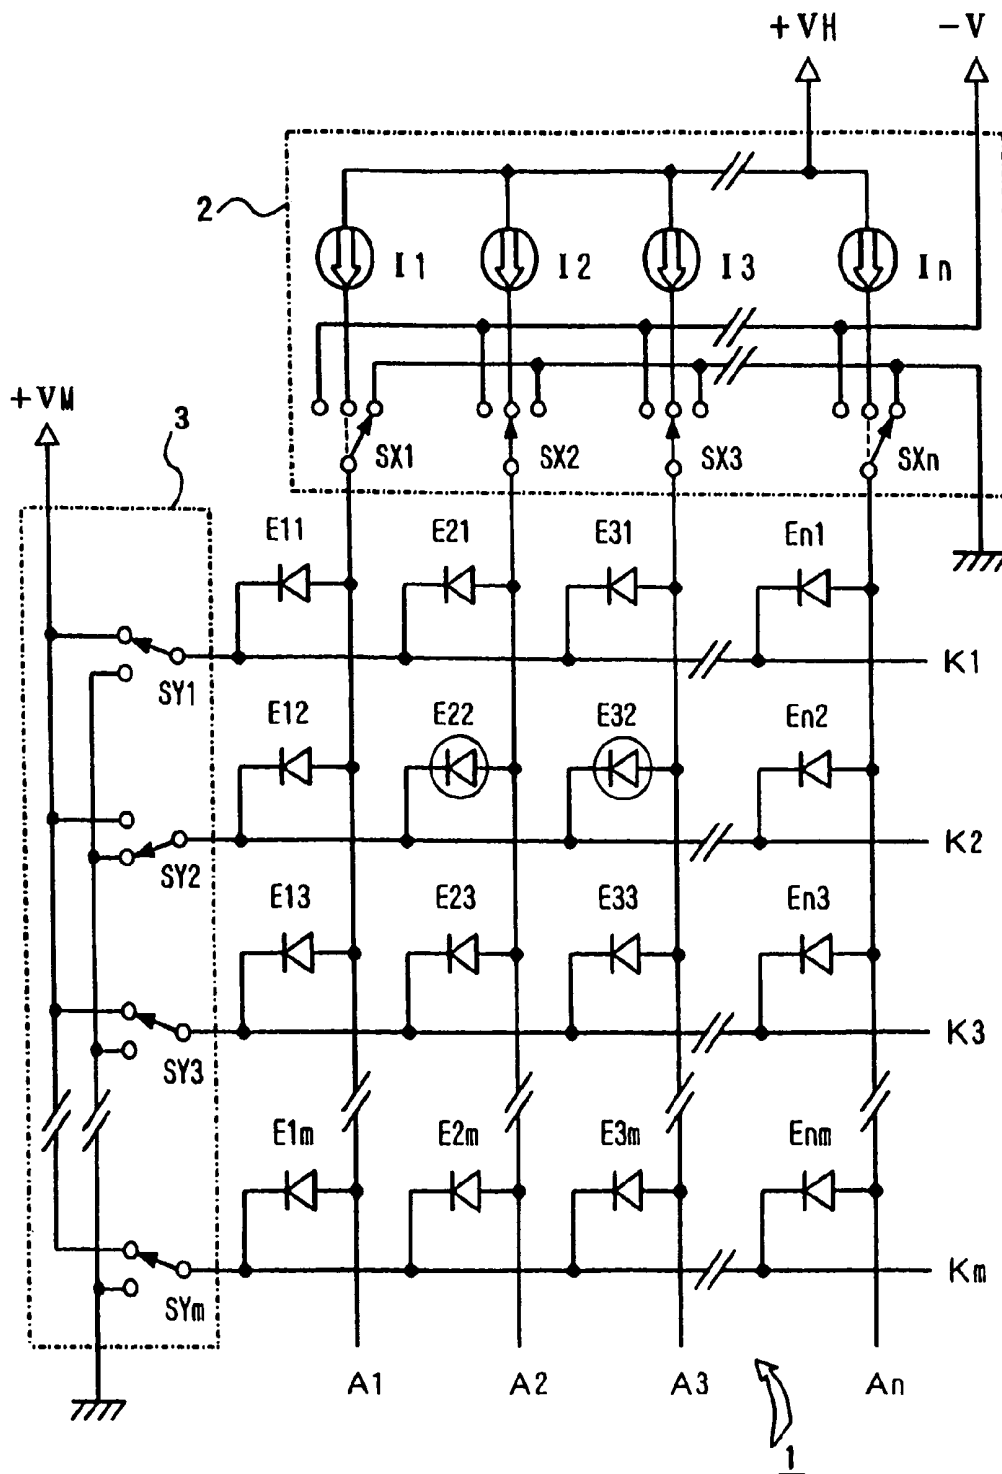 +VH -V
2
I1 I2 I3 In
+VM
3
SX1 SX2 SX3 SXn
E11 E21 E31 En1
SY1
K1
E12 E22 E32 En2
SY2
K2
E13 E23 E33 En3
SY3
K3
E1m E2m E3m Enm
SYm
Km
A1 A2 A3 An
1